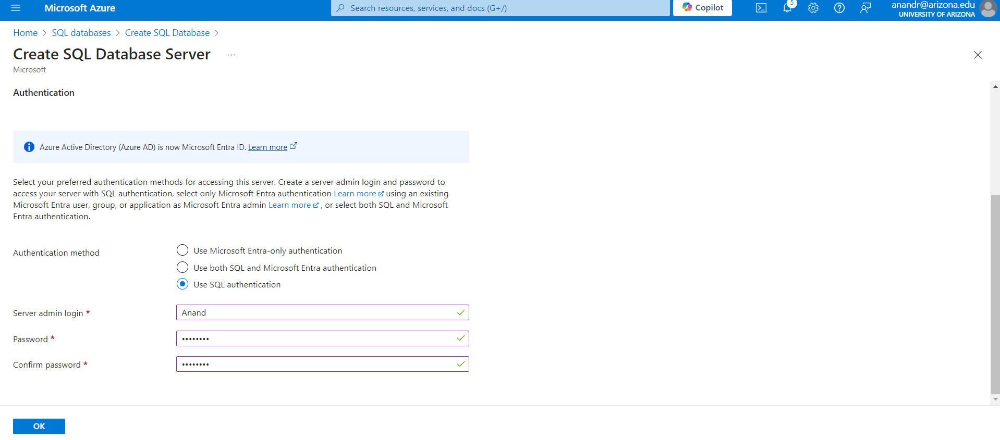 Microsoft Azure
Search resources, services, and docs (G+/)
Copilot
5
anandr@arizona.edu
UNIVERSITY OF ARIZONA
Home > SQL databases > Create SQL Database >
Create SQL Database Server ...
Microsoft
Authentication
Azure Active Directory (Azure AD) is now Microsoft Entra ID. Learn more
Select your preferred authentication methods for accessing this server. Create a server admin login and password to
access your server with SQL authentication, select only Microsoft Entra authentication Learn more using an existing
Microsoft Entra user, group, or application as Microsoft Entra admin Learn more , or select both SQL and Microsoft
Entra authentication.
Authentication method
Use Microsoft Entra-only authentication
Use both SQL and Microsoft Entra authentication
Use SQL authentication
Server admin login *
Anand
Password *
••••••••
Confirm password *
••••••••
OK